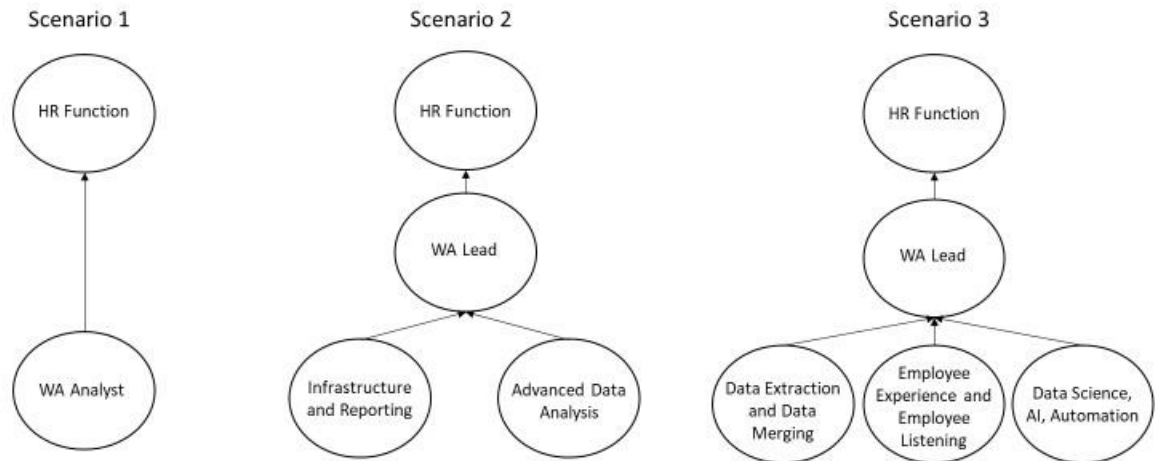 Scenario 1
HR Function
WA Analyst
Scenario 2
HR Function
WA Lead
Infrastructure
and Reporting
Advanced Data
Analysis
Scenario 3
HR Function
WA Lead
Data Extraction
and Data
Merging
Employee
Experience and
Employee
Listening
Data Science,
AI, Automation